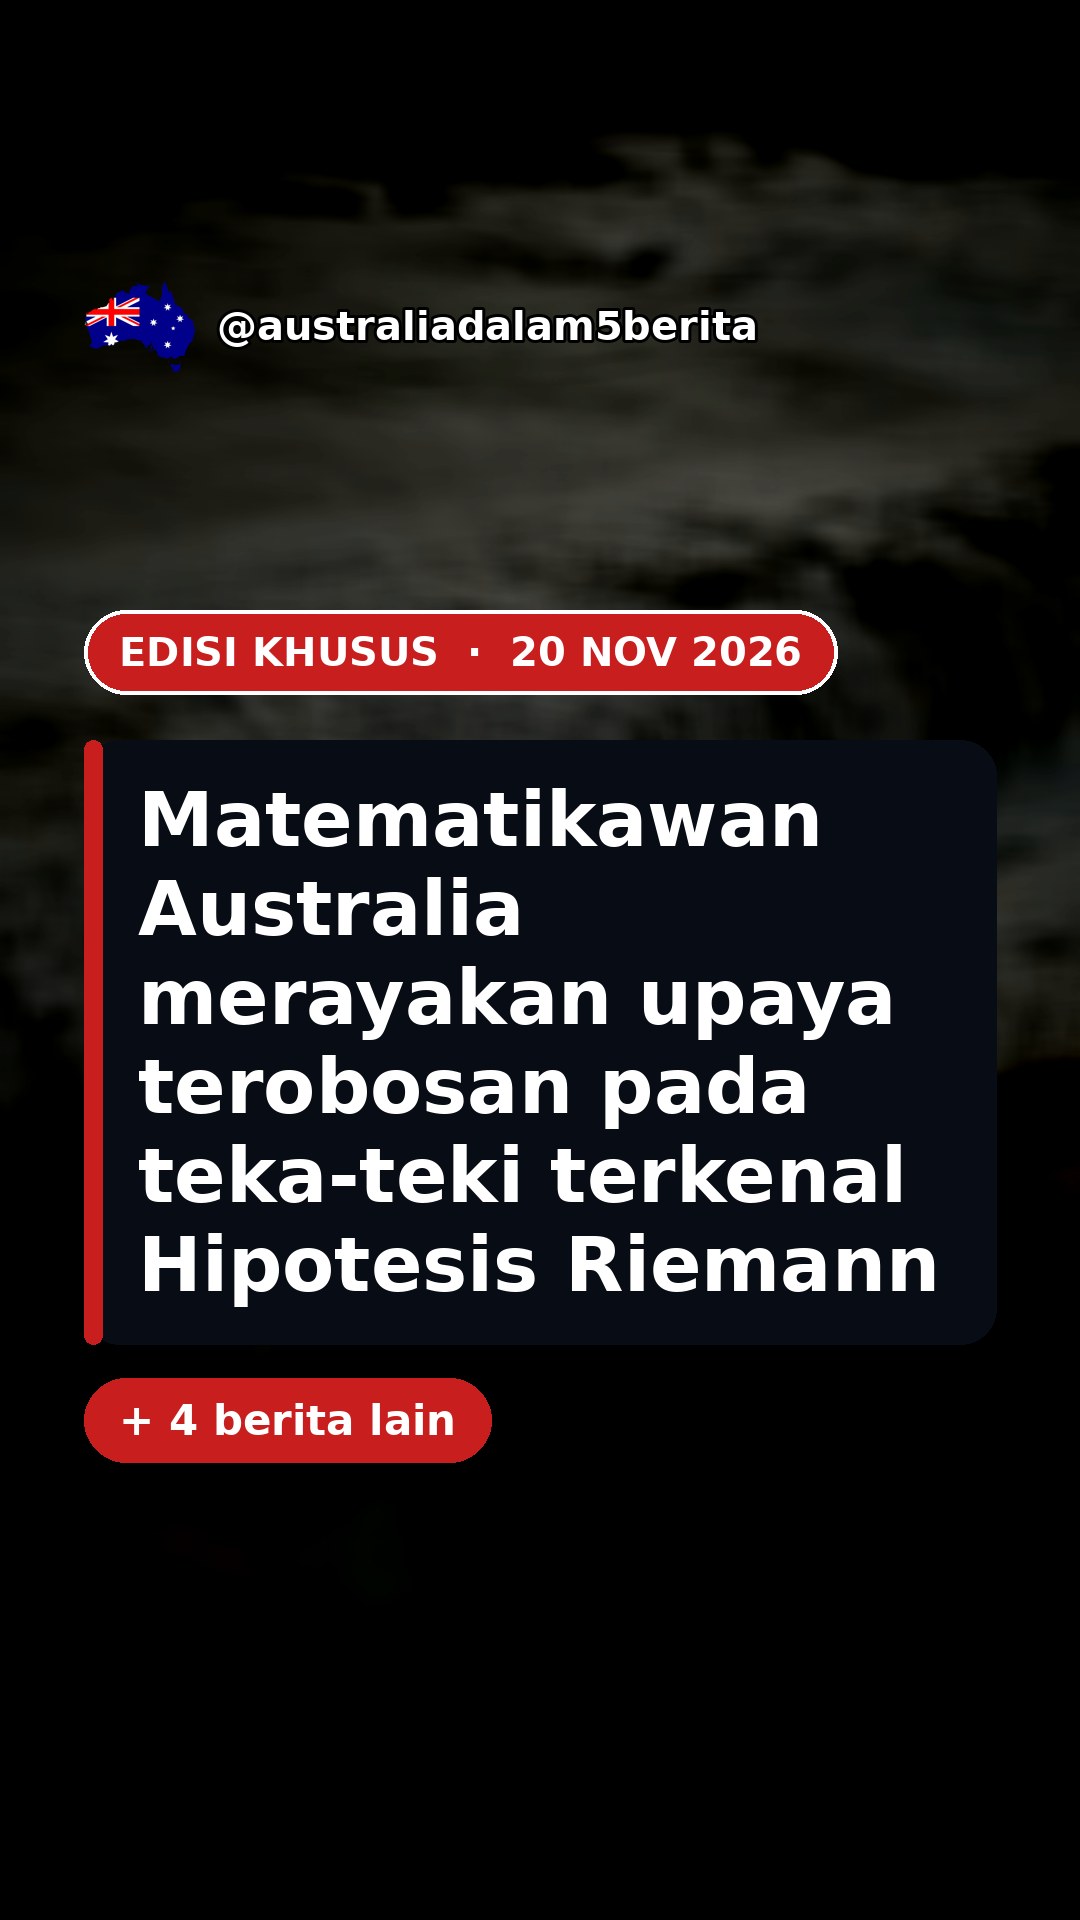 @australiadalam5berita
EDISI KHUSUS · 20 NOV 2026
Matematikawan
Australia
merayakan upaya
terobosan pada
teka-teki terkenal
Hipotesis Riemann
+ 4 berita lain